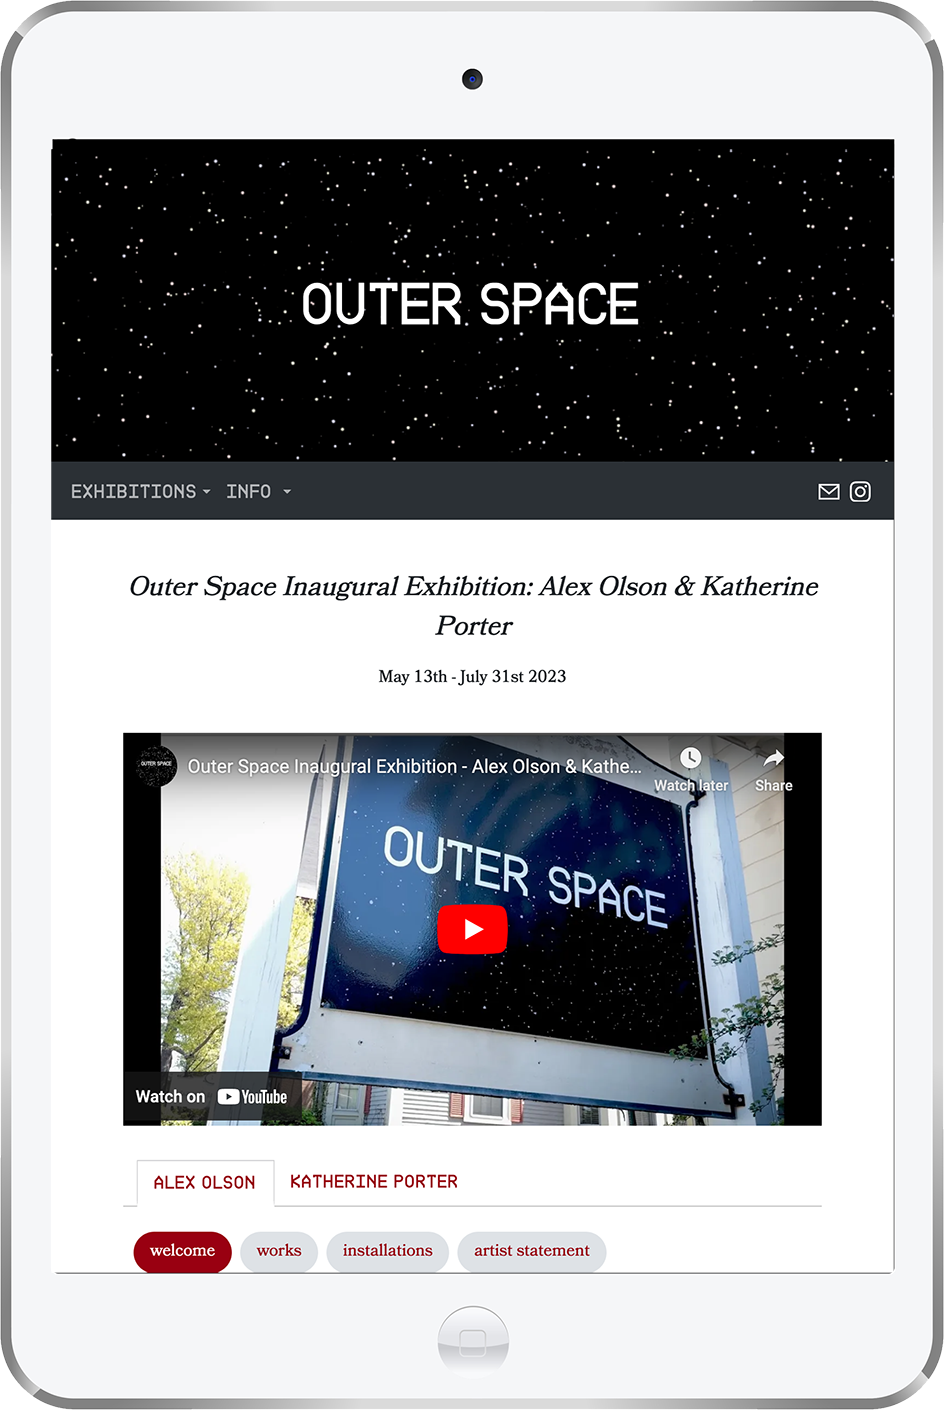 OUTER SPACE
EXHIBITIONS INFO
Outer Space Inaugural Exhibition: Alex Olson & Katherine
Porter
May 13th - July 31st 2023
OUTER SPACE
Outer Space Inaugural Exhibition - Alex Olson & Kathe...
Watch later
Share
OUTER SPACE
Watch on YouTube
ALEX OLSON
KATHERINE PORTER
welcome
works
installations
artist statement